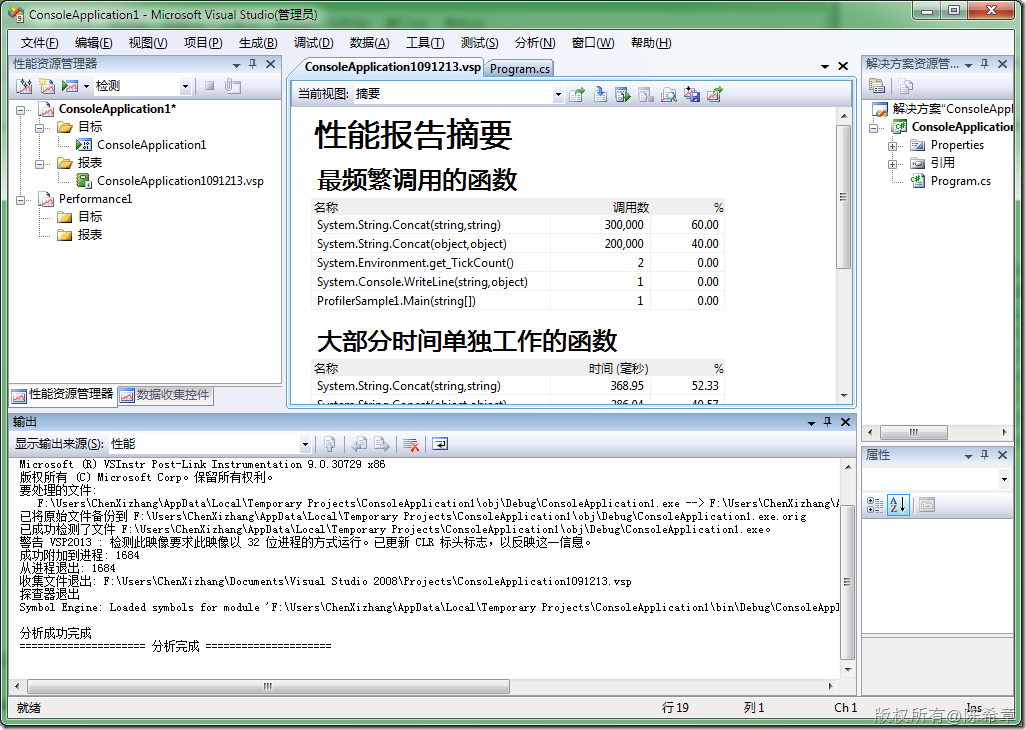 ConsoleApplication1 - Microsoft Visual Studio(管理员)
文件(F) 编辑(E) 视图(V) 项目(P) 生成(B) 调试(D) 数据(A) 工具(T) 测试(S) 分析(N) 窗口(W) 帮助(H)
性能资源管理器
检测
ConsoleApplication1*
目标
ConsoleApplication1
报表
ConsoleApplication1091213.vsp
Performance1
目标
报表
性能资源管理器 数据收集控件
ConsoleApplication1091213.vsp Program.cs
当前视图: 摘要
性能报告摘要
最频繁调用的函数
名称 调用数 %
System.String.Concat(string,string) 300,000 60.00
System.String.Concat(object,object) 200,000 40.00
System.Environment.get_TickCount() 2 0.00
System.Console.WriteLine(string,object) 1 0.00
ProfilerSample1.Main(string[]) 1 0.00
大部分时间单独工作的函数
名称 时间 (毫秒) %
System.String.Concat(string,string) 368.95 52.33
System.String.Concat(object,object) 286.04 40.57
解决方案资源管...
解决方案"ConsoleAppl
ConsoleApplication
Properties
引用
Program.cs
属性
输出
显示输出来源(S): 性能
Microsoft (R) VSInstr Post-Link Instrumentation 9.0.30729 x86
版权所有 (C) Microsoft Corp。保留所有权利。
要处理的文件:
F:\Users\ChenXizhang\AppData\Local\Temporary Projects\ConsoleApplication1\obj\Debug\ConsoleApplication1.exe --> F:\Users\ChenXizhang\A
已将原始文件备份到 F:\Users\ChenXizhang\AppData\Local\Temporary Projects\ConsoleApplication1\obj\Debug\ConsoleApplication1.exe.orig
已成功检测了文件 F:\Users\ChenXizhang\AppData\Local\Temporary Projects\ConsoleApplication1\obj\Debug\ConsoleApplication1.exe。
警告 VSP2013 : 检测此映像要求此映像以 32 位进程的方式运行。已更新 CLR 标头标志，以反映这一信息。
成功附加到进程: 1684
从进程退出: 1684
收集文件退出: F:\Users\ChenXizhang\Documents\Visual Studio 2008\Projects\ConsoleApplication1091213.vsp
探查器退出
Symbol Engine: Loaded symbols for module 'F:\Users\ChenXizhang\AppData\Local\Temporary Projects\ConsoleApplication1\bin\Debug\ConsoleAppl
分析成功完成
===================== 分析完成 =====================
就绪 行 19 列 1 Ch 1 Ins
版权所有@陈希章